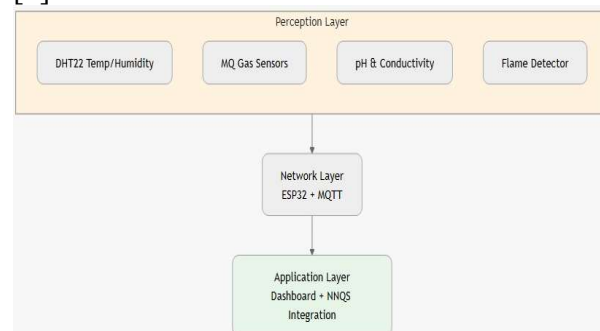 Perception Layer
DHT22 Temp/Humidity
MQ Gas Sensors
pH & Conductivity
Flame Detector
Network Layer
ESP32 + MQTT
Application Layer
Dashboard + NNQS
Integration